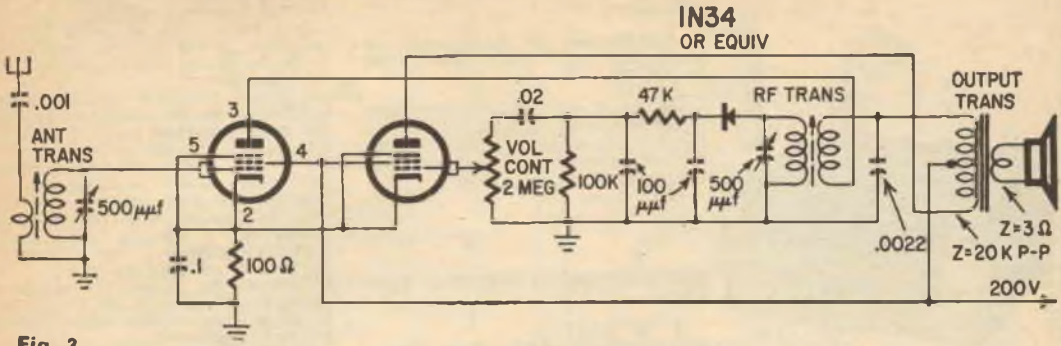 IN34
OR EQUIV
.001
ANT
TRANS
500μμf
5
3
4
2
.1
100Ω
.02
VOL
CONT
2 MEG
100K
47K
100
μμf
500
μμf
RF TRANS
.0022
OUTPUT
TRANS
Z=3Ω
Z=20K P-P
200V
Fig. 2